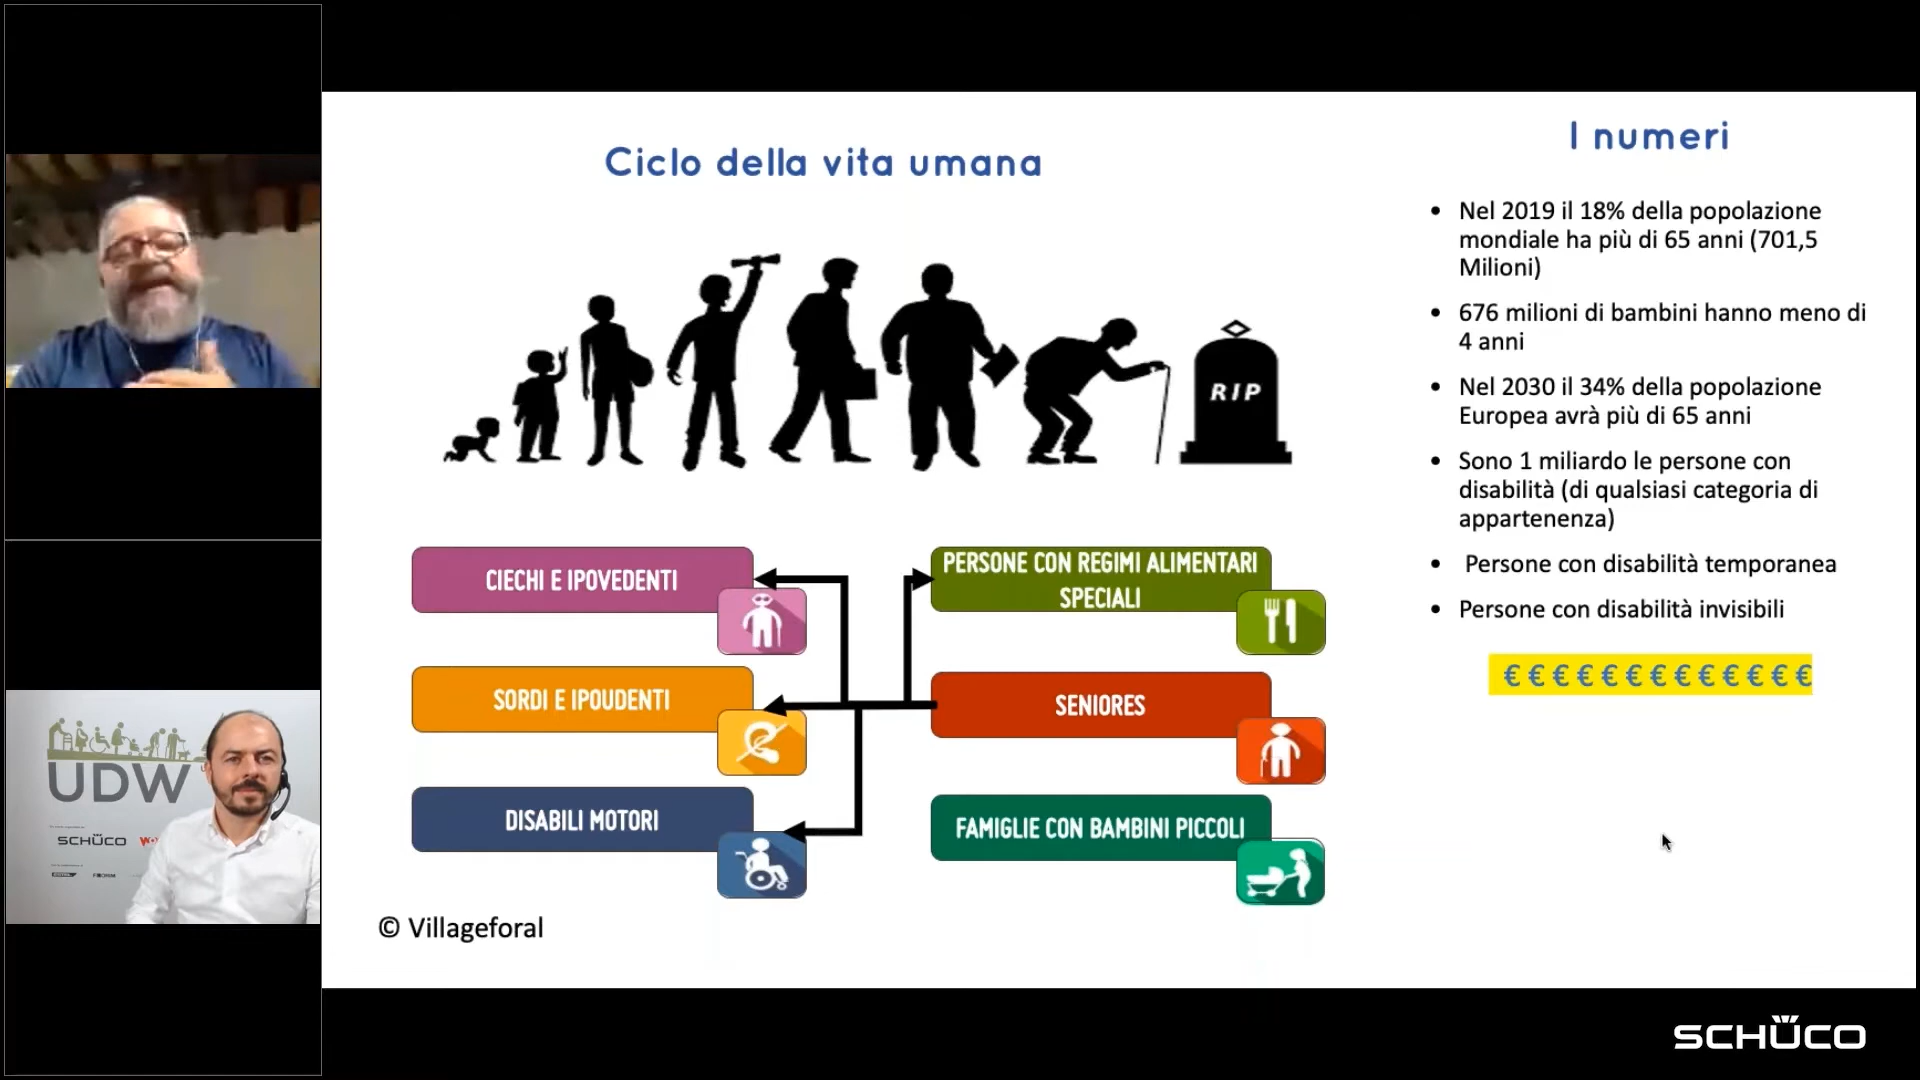 Ciclo della vita umana
RIP
CIECHI E IPOVEDENTI
SORDI E IPOUDENTI
DISABILI MOTORI
PERSONE CON REGIMI ALIMENTARI
SPECIALI
SENIORES
FAMIGLIE CON BAMBINI PICCOLI
© Villageforal
I numeri
• Nel 2019 il 18% della popolazione
mondiale ha più di 65 anni (701,5
Milioni)
• 676 milioni di bambini hanno meno di
4 anni
• Nel 2030 il 34% della popolazione
Europea avrà più di 65 anni
• Sono 1 miliardo le persone con
disabilità (di qualsiasi categoria di
appartenenza)
• Persone con disabilità temporanea
• Persone con disabilità invisibili
€ € € € € € € € € € € € €
UDW
SCHÜCO
SCHÜCO